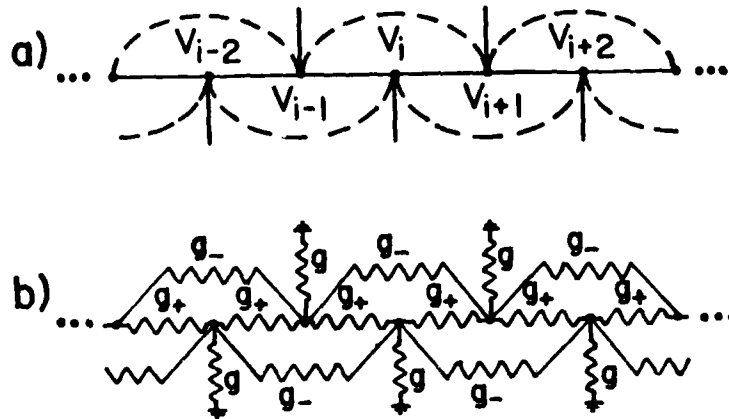 a) V_{i-2} V_i V_{i+2}
... ...
V_{i-1} V_{i+1}
g_- g g_- g g_-
b) g_+ g_+ g_+ g_+ g_+ g_+
... ...
g g_- g g_- g